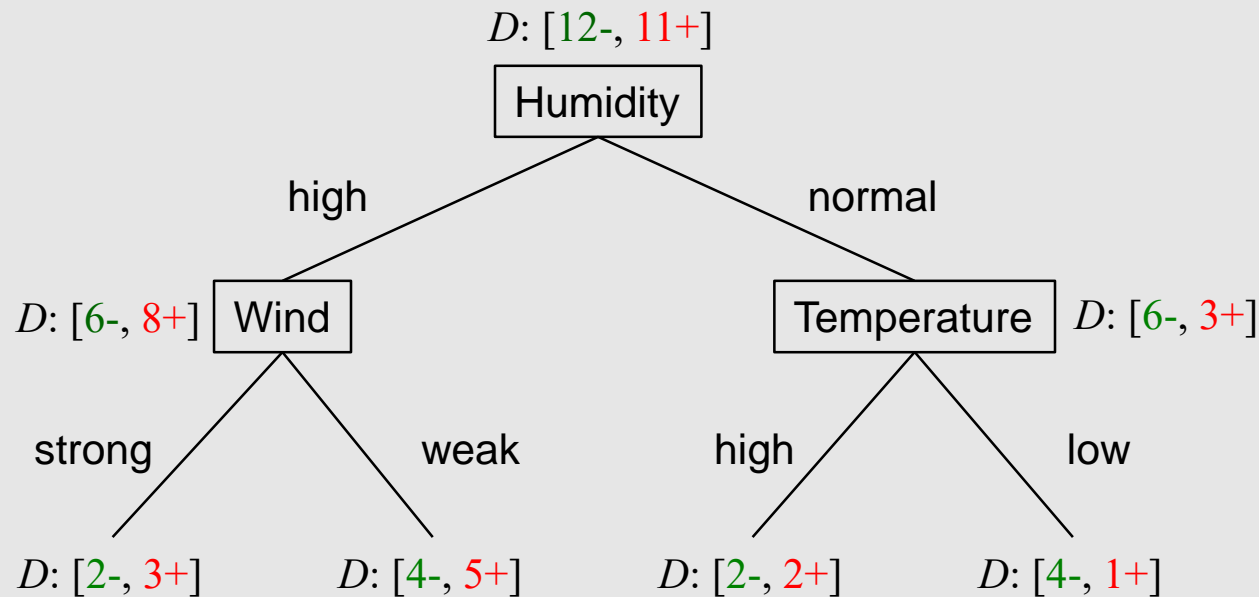 D: [12-, 11+]
Humidity
high normal
D: [6-, 8+] Wind Temperature D: [6-, 3+]
strong weak high low
D: [2-, 3+] D: [4-, 5+] D: [2-, 2+] D: [4-, 1+]